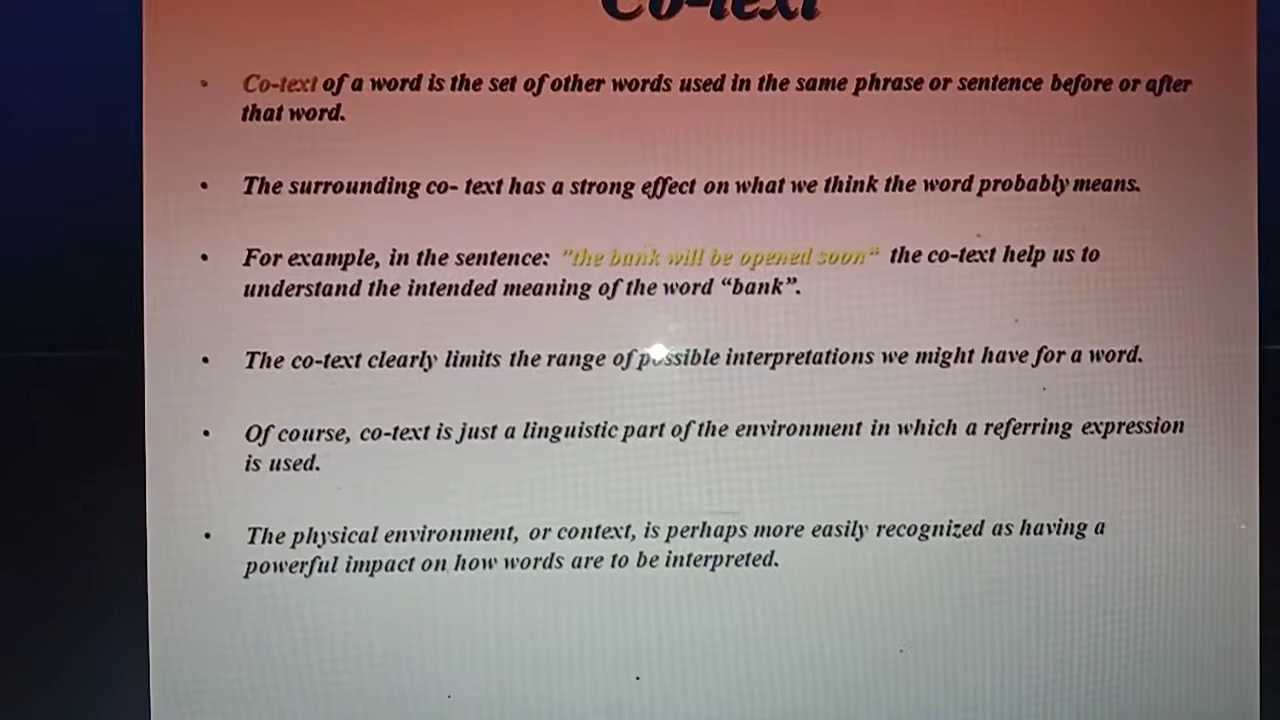 Co-text
• Co-text of a word is the set of other words used in the same phrase or sentence before or after
that word.
• The surrounding co- text has a strong effect on what we think the word probably means.
• For example, in the sentence: "the bank will be opened soon" the co-text help us to
understand the intended meaning of the word “bank”.
• The co-text clearly limits the range of possible interpretations we might have for a word.
• Of course, co-text is just a linguistic part of the environment in which a referring expression
is used.
• The physical environment, or context, is perhaps more easily recognized as having a
powerful impact on how words are to be interpreted.